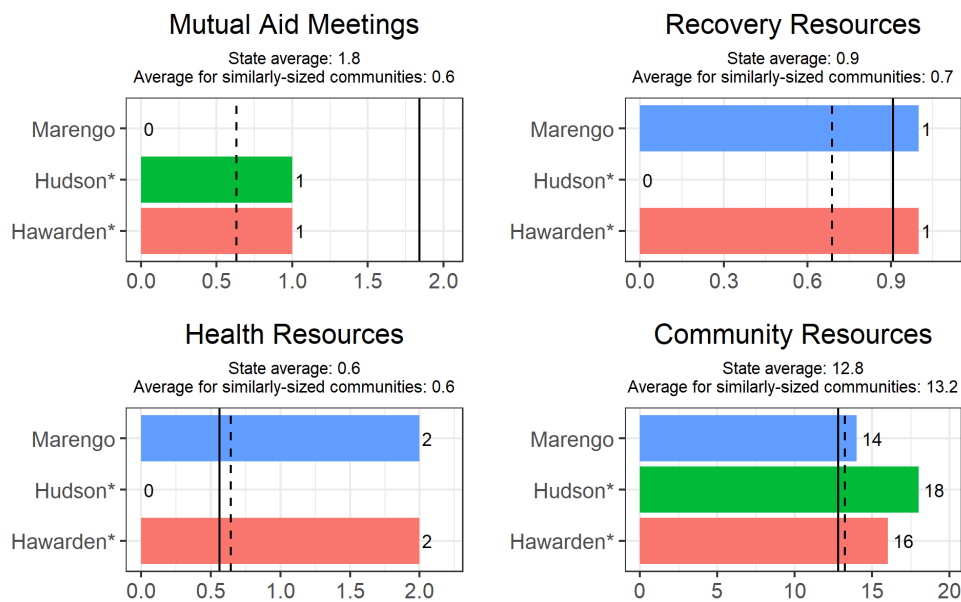 Mutual Aid Meetings
State average: 1.8
Average for similarly-sized communities: 0.6
Marengo
0
Hudson*
1
Hawarden*
1
0.0 0.5 1.0 1.5 2.0
Recovery Resources
State average: 0.9
Average for similarly-sized communities: 0.7
Marengo
1
Hudson*
0
Hawarden*
1
0.0 0.3 0.6 0.9
Health Resources
State average: 0.6
Average for similarly-sized communities: 0.6
Marengo
2
Hudson*
0
Hawarden*
2
0.0 0.5 1.0 1.5 2.0
Community Resources
State average: 12.8
Average for similarly-sized communities: 13.2
Marengo
14
Hudson*
18
Hawarden*
16
0 5 10 15 20